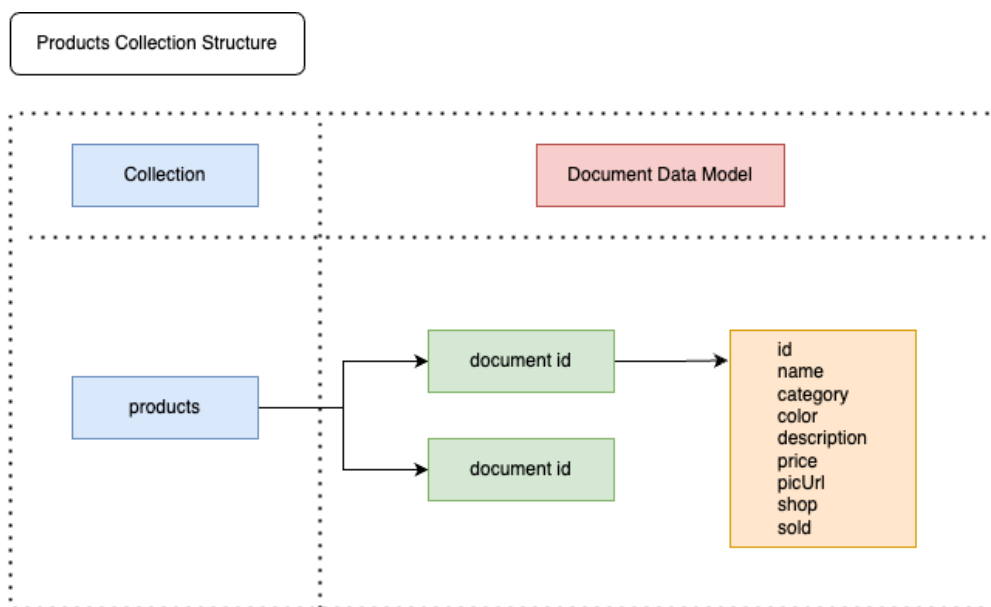 Products Collection Structure
Collection
Document Data Model
products
document id
document id
id
name
category
color
description
price
picUrl
shop
sold